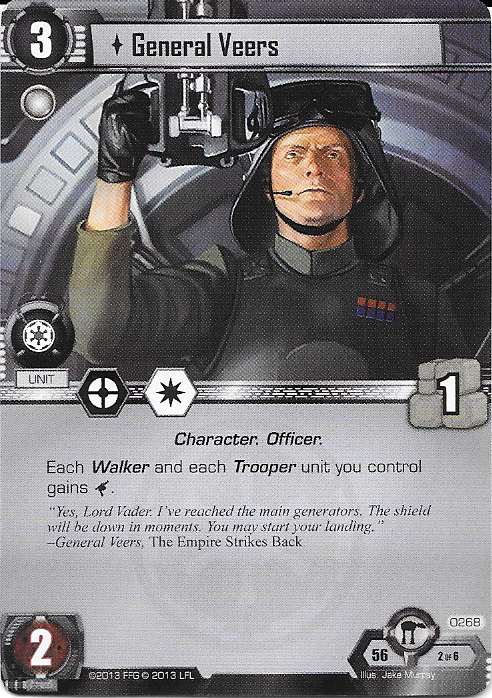 3
General Veers
UNIT
1
Character. Officer.
Each Walker and each Trooper unit you control
gains .
“Yes, Lord Vader. I’ve reached the main generators. The shield
will be down in moments. You may start your landing.”
–General Veers, The Empire Strikes Back
0268
56
2 of 6
2
©2013 FFG © 2013 LFL
Illus. Jake Murray